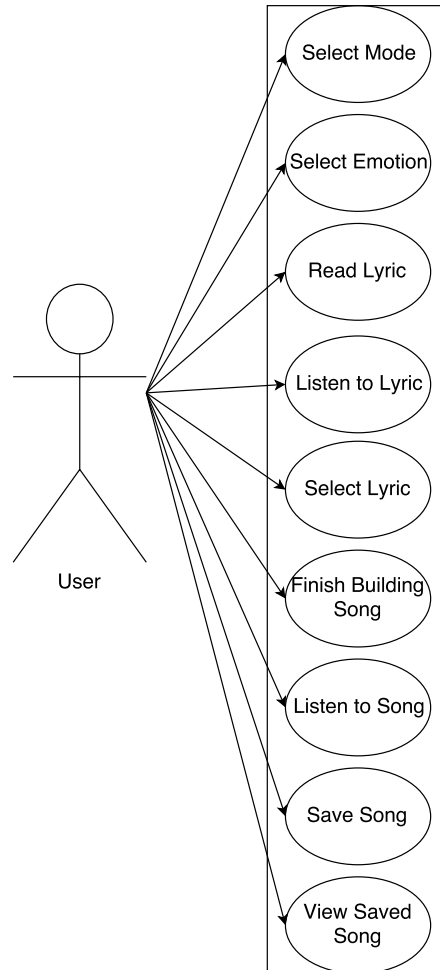 Select Mode
Select Emotion
Read Lyric
Listen to Lyric
Select Lyric
User
Finish Building
Song
Listen to Song
Save Song
View Saved
Song